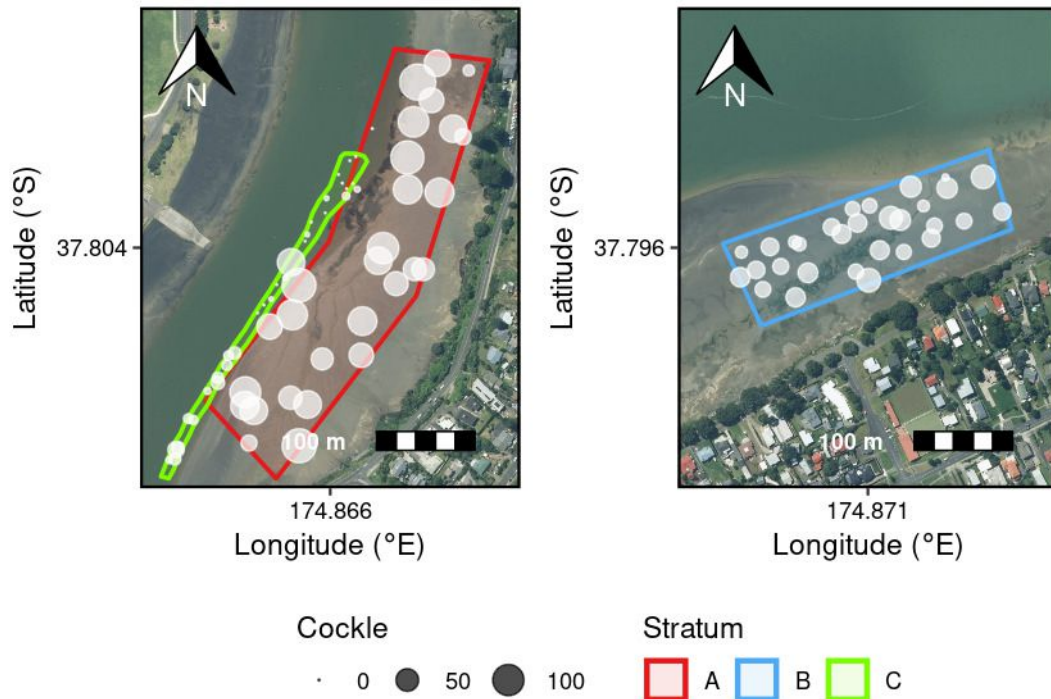 N
N
Latitude (°S)
37.804
100 m
174.866
Longitude (°E)
Latitude (°S)
37.796
100 m
174.871
Longitude (°E)
Cockle
0 50 100
Stratum
A B C